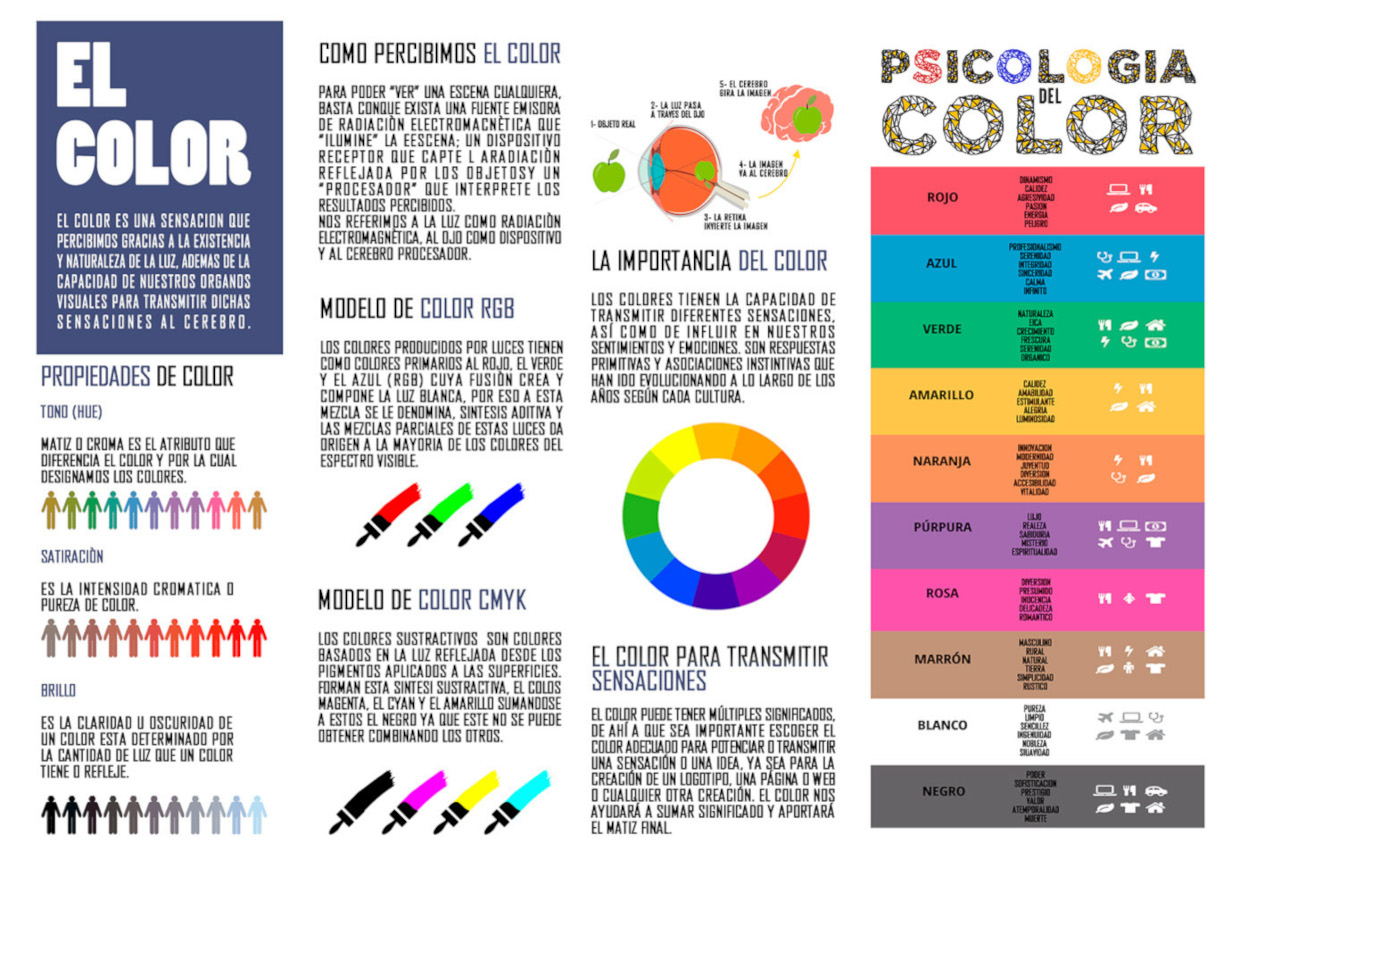 EL
COLOR
EL COLOR ES UNA SENSACION QUE
PERCIBIMOS GRACIAS A LA EXISTENCIA
Y NATURALEZA DE LA LUZ, ADEMAS DE LA
CAPACIDAD DE NUESTROS ORGANOS
VISUALES PARA TRANSMITIR DICHAS
SENSACIONES AL CEREBRO.
PROPIEDADES DE COLOR
TONO (HUE)
MATIZ O CROMA ES EL ATRIBUTO QUE
DIFERENCIA EL COLOR Y POR LA CUAL
DESIGNAMOS LOS COLORES.
SATIRACIÒN
ES LA INTENSIDAD CROMATICA O
PUREZA DE COLOR.
BRILLO
ES LA CLARIDAD U OSCURIDAD DE
UN COLOR ESTA DETERMINADO POR
LA CANTIDAD DE LUZ QUE UN COLOR
TIENE O REFLEJE.
COMO PERCIBIMOS EL COLOR
PARA PODER "VER" UNA ESCENA CUALQUIERA,
BASTA CONQUE EXISTA UNA FUENTE EMISORA
DE RADIACIÒN ELECTROMACNÈTICA QUE
"ILUMINE" LA EESCENA; UN DISPOSITIVO
RECEPTOR QUE CAPTE L ARADIACIÒN
REFLEJADA POR LOS OBJETOSY UN
"PROCESADOR" QUE INTERPRETE LOS
RESULTADOS PERCIBIDOS.
NOS REFERIMOS A LA LUZ COMO RADIACIÒN
ELECTROMAGNÈTICA, AL OJO COMO DISPOSITIVO
Y AL CEREBRO PROCESADOR.
MODELO DE COLOR RGB
LOS COLORES PRODUCIDOS POR LUCES TIENEN
COMO COLORES PRIMARIOS AL ROJO, EL VERDE
Y EL AZUL (RGB) CUYA FUSIÒN CREA Y
COMPONE LA LUZ BLANCA, POR ESO A ESTA
MEZCLA SE LE DENOMINA, SINTESIS ADITIVA Y
LAS MEZCLAS PARCIALES DE ESTAS LUCES DA
ORIGEN A LA MAYORIA DE LOS COLORES DEL
ESPECTRO VISIBLE.
MODELO DE COLOR CMYK
LOS COLORES SUSTRACTIVOS SON COLORES
BASADOS EN LA LUZ REFLEJADA DESDE LOS
PIGMENTOS APLICADOS A LAS SUPERFICIES.
FORMAN ESTA SINTESI SUSTRACTIVA, EL COLOS
MAGENTA, EL CYAN Y EL AMARILLO SUMANDOSE
A ESTOS EL NEGRO YA QUE ESTE NO SE PUEDE
OBTENER COMBINANDO LOS OTROS.
1- OBJETO REAL
2- LA LUZ PASA
A TRAVÈS DEL OJO
3- LA RETINA
INVIERTE LA IMAGEN
4- LA IMAGEN
VA AL CEREBRO
5- EL CEREBRO
GIRA LA IMAGEN
LA IMPORTANCIA DEL COLOR
LOS COLORES TIENEN LA CAPACIDAD DE
TRANSMITIR DIFERENTES SENSACIONES,
ASÍ COMO DE INFLUIR EN NUESTROS
SENTIMIENTOS Y EMOCIONES. SON RESPUESTAS
PRIMITIVAS Y ASOCIACIONES INSTINTIVAS QUE
HAN IDO EVOLUCIONANDO A LO LARGO DE LOS
AÑOS SEGÚN CADA CULTURA.
EL COLOR PARA TRANSMITIR
SENSACIONES
EL COLOR PUEDE TENER MÚLTIPLES SIGNIFICADOS,
DE AHÍ A QUE SEA IMPORTANTE ESCOGER EL
COLOR ADECUADO PARA POTENCIAR O TRANSMITIR
UNA SENSACIÓN O UNA IDEA, YA SEA PARA LA
CREACIÓN DE UN LOGOTIPO, UNA PÁGINA O WEB
O CUALQUIER OTRA CREACIÓN. EL COLOR NOS
AYUDARÁ A SUMAR SIGNIFICADO Y APORTARÁ
EL MATIZ FINAL.
PSICOLOGIA
DEL
COLOR
ROJO
DINAMISMO
CALIDEZ
AGRESIVIDAD
PASION
ENERGIA
PELIGRO
AZUL
PROFESIONALISMO
SERENIDAD
INTEGRIDAD
SINCERIDAD
CALMA
INFINITO
VERDE
NATURALEZA
EICA
CRECIMIENTO
FRESCURA
SERENIDAD
ORGANICO
AMARILLO
CALIDEZ
AMABILIDAD
ESTIMULANTE
ALEGRIA
LUMINOSIDAD
NARANJA
INNOVACION
MODERNIDAD
JUVENTUD
DIVERSION
ACCESIBILIDAD
VITALIDAD
PÚRPURA
LUJO
REALEZA
SABIDURIA
MISTERIO
ESPIRITUALIDAD
ROSA
DIVERSION
PRESUMIDO
INOCENCIA
DELICADEZA
ROMANTICO
MARRÓN
MASCULINO
RURAL
NATURAL
TIERRA
SIMPLICIDAD
RUSTICO
BLANCO
PUREZA
LIMPIO
SENCILLEZ
INGENUIDAD
NOBLEZA
SUAVIDAD
NEGRO
PODER
SOFISTICACION
PRESTIGIO
VALOR
ATEMPORALIDAD
MUERTE